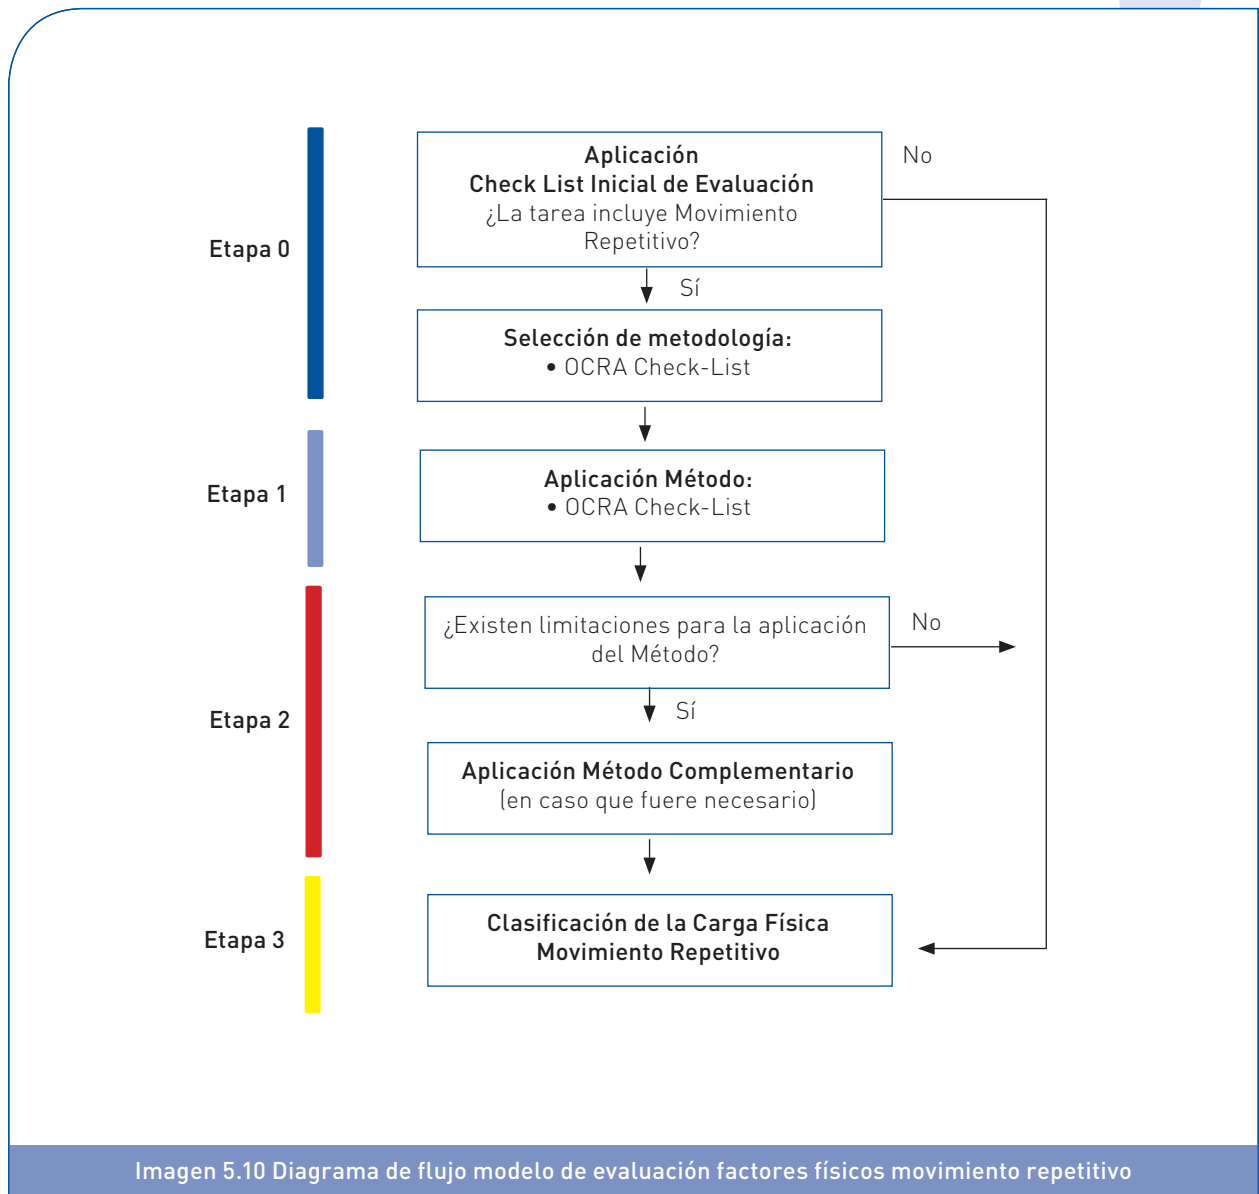 Aplicación
Check List Inicial de Evaluación
¿La tarea incluye Movimiento
Repetitivo?
No
Etapa 0
Sí
Selección de metodología:
• OCRA Check-List
Etapa 1
Aplicación Método:
• OCRA Check-List
¿Existen limitaciones para la aplicación
del Método?
No
Sí
Etapa 2
Aplicación Método Complementario
(en caso que fuere necesario)
Etapa 3
Clasificación de la Carga Física
Movimiento Repetitivo
Imagen 5.10 Diagrama de flujo modelo de evaluación factores físicos movimiento repetitivo